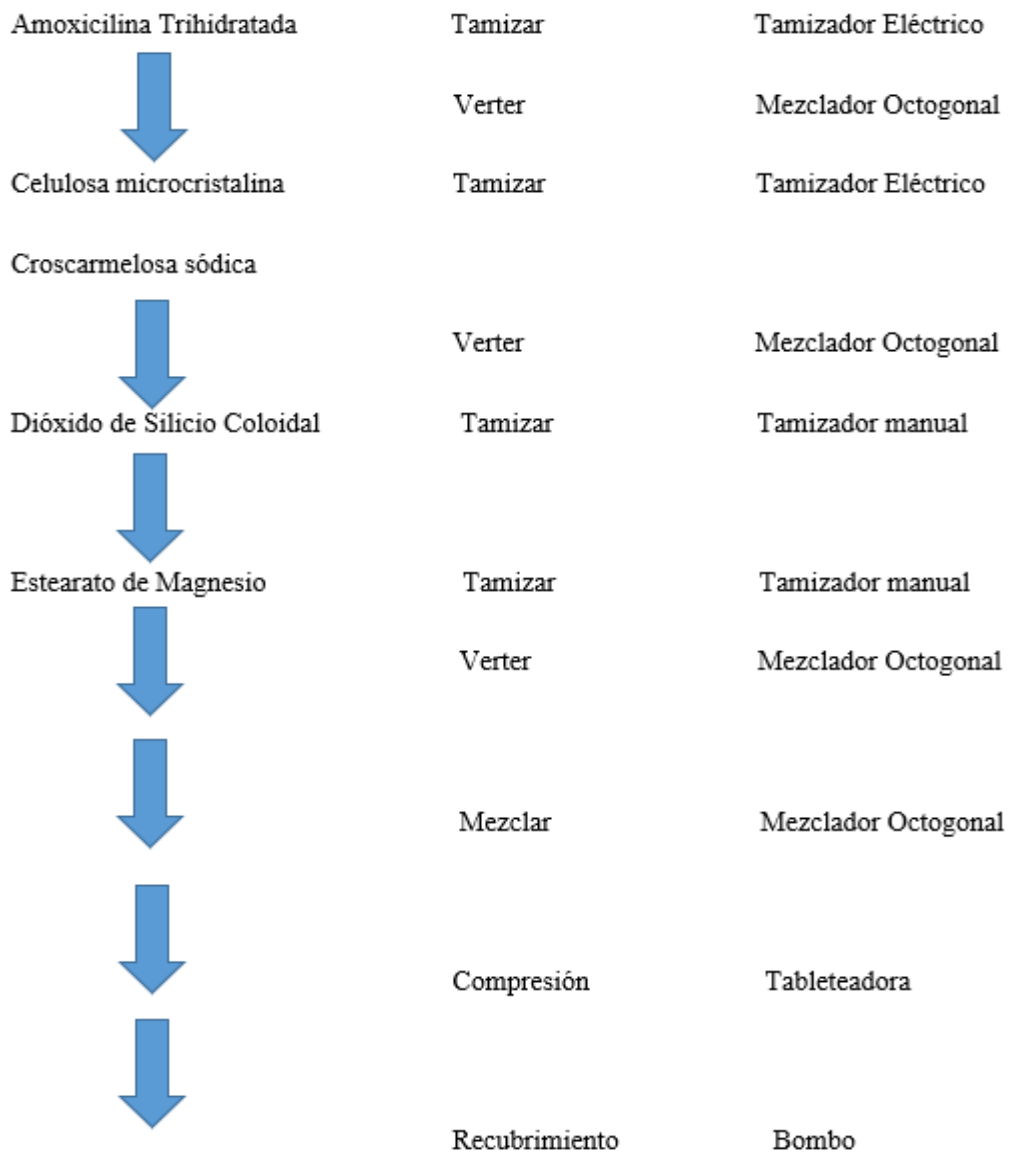 Amoxicilina Trihidratada Tamizar Tamizador Eléctrico
Verter Mezclador Octogonal
Celulosa microcristalina Tamizar Tamizador Eléctrico
Croscarmelosa sódica
Verter Mezclador Octogonal
Dióxido de Silicio Coloidal Tamizar Tamizador manual
Estearato de Magnesio Tamizar Tamizador manual
Verter Mezclador Octogonal
Mezclar Mezclador Octogonal
Compresión Tableteadora
Recubrimiento Bombo